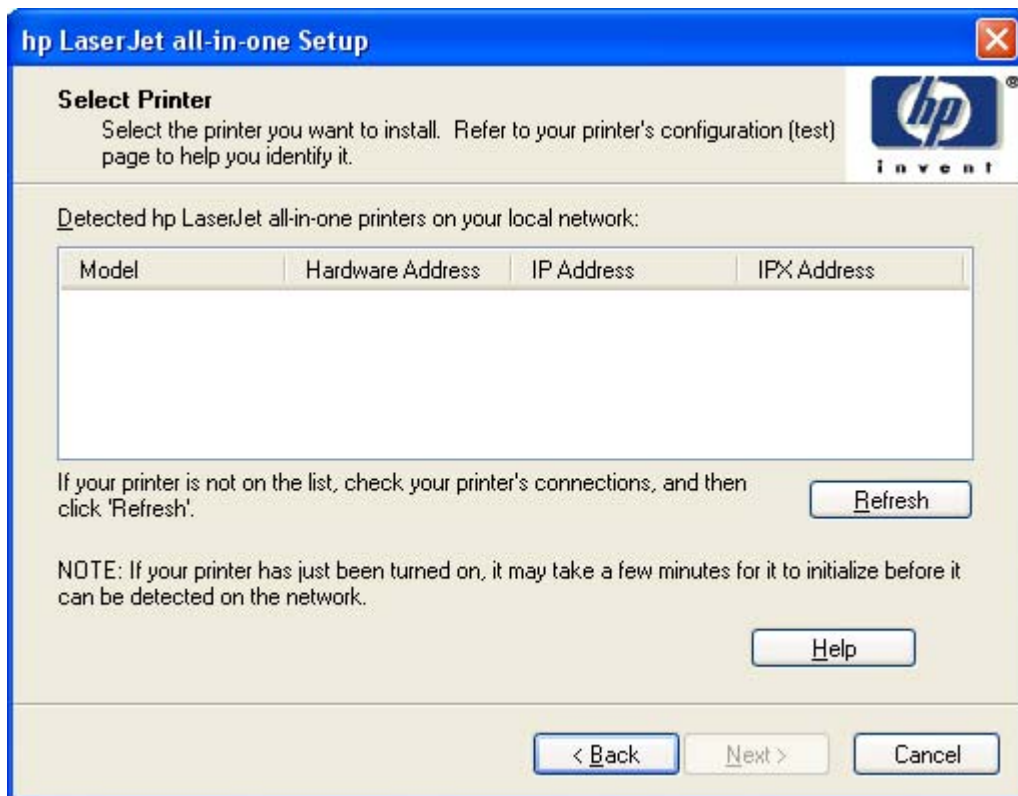 hp LaserJet all-in-one Setup
Select Printer
Select the printer you want to install. Refer to your printer's configuration (test)
page to help you identify it.
hp
®
invent
Detected hp LaserJet all-in-one printers on your local network:
Model Hardware Address IP Address IPX Address
If your printer is not on the list, check your printer's connections, and then
click 'Refresh'.
Refresh
NOTE: If your printer has just been turned on, it may take a few minutes for it to initialize before it
can be detected on the network.
Help
< Back Next > Cancel